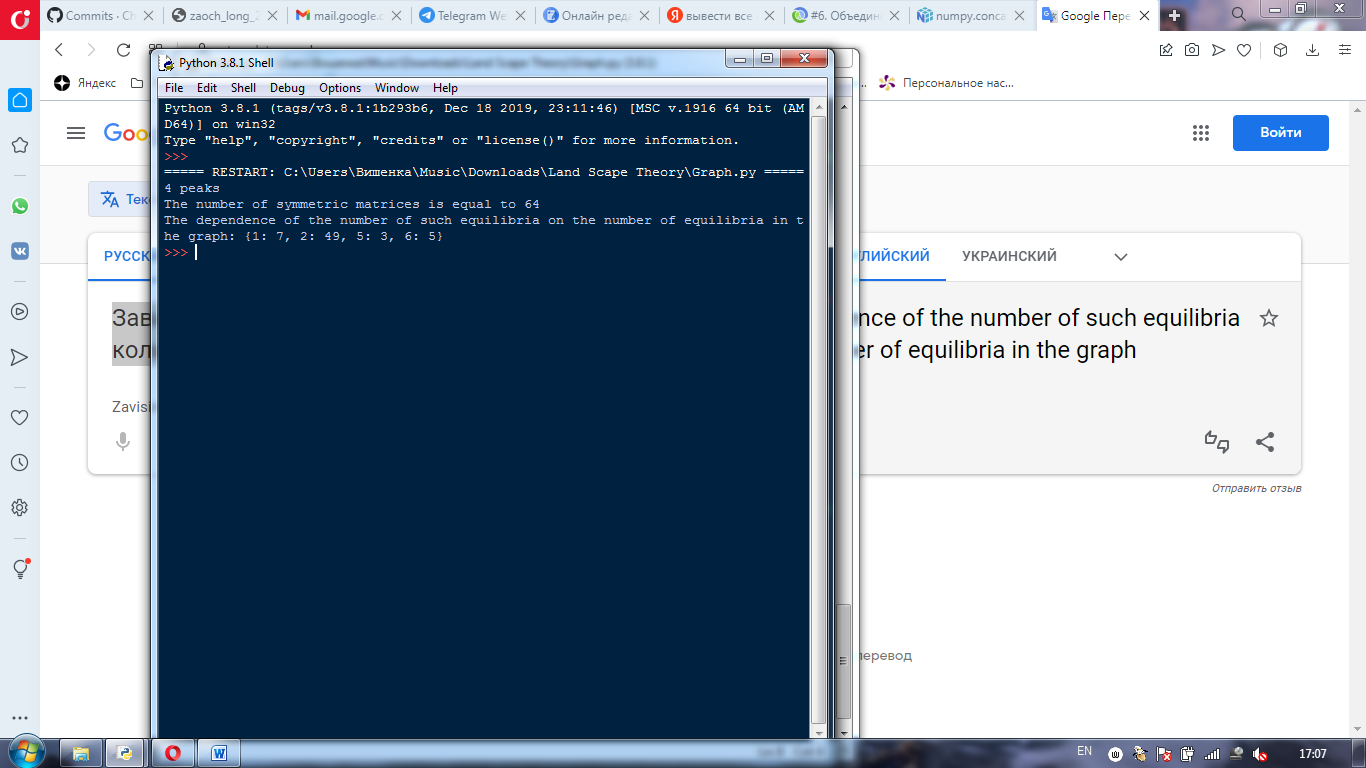 Commits · Ch
zaoch_long_2
mail.google.c
Telegram We
Онлайн реда
вывести все
#6. Объедин
numpy.conca
Google Пере
Яндекс
Персональное нас...
Войти
Python 3.8.1 Shell
File Edit Shell Debug Options Window Help
Python 3.8.1 (tags/v3.8.1:1b293b6, Dec 18 2019, 23:11:46) [MSC v.1916 64 bit (AM
D64)] on win32
Type "help", "copyright", "credits" or "license()" for more information.
>>>
===== RESTART: C:\Users\Вишенка\Music\Downloads\Land Scape Theory\Graph.py =====
4 peaks
The number of symmetric matrices is equal to 64
The dependence of the number of such equilibria on the number of equilibria in t
he graph: {1: 7, 2: 49, 5: 3, 6: 5}
>>>
Goo
Тек
РУССК
ЛИЙСКИЙ УКРАИНСКИЙ
Зав
кол
Zavisi
nce of the number of such equilibria
er of equilibria in the graph
Отправить отзыв
перевод
EN
17:07